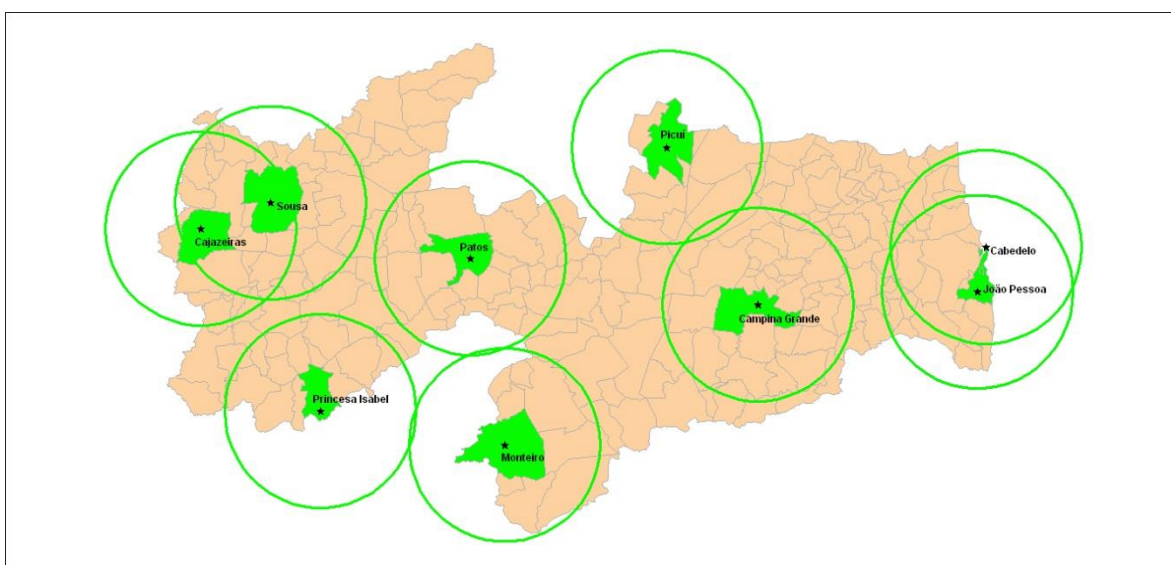 Picuí
Sousa
Cajazeiras
Patos
Cabedelo
João Pessoa
Campina Grande
Princesa Isabel
Monteiro